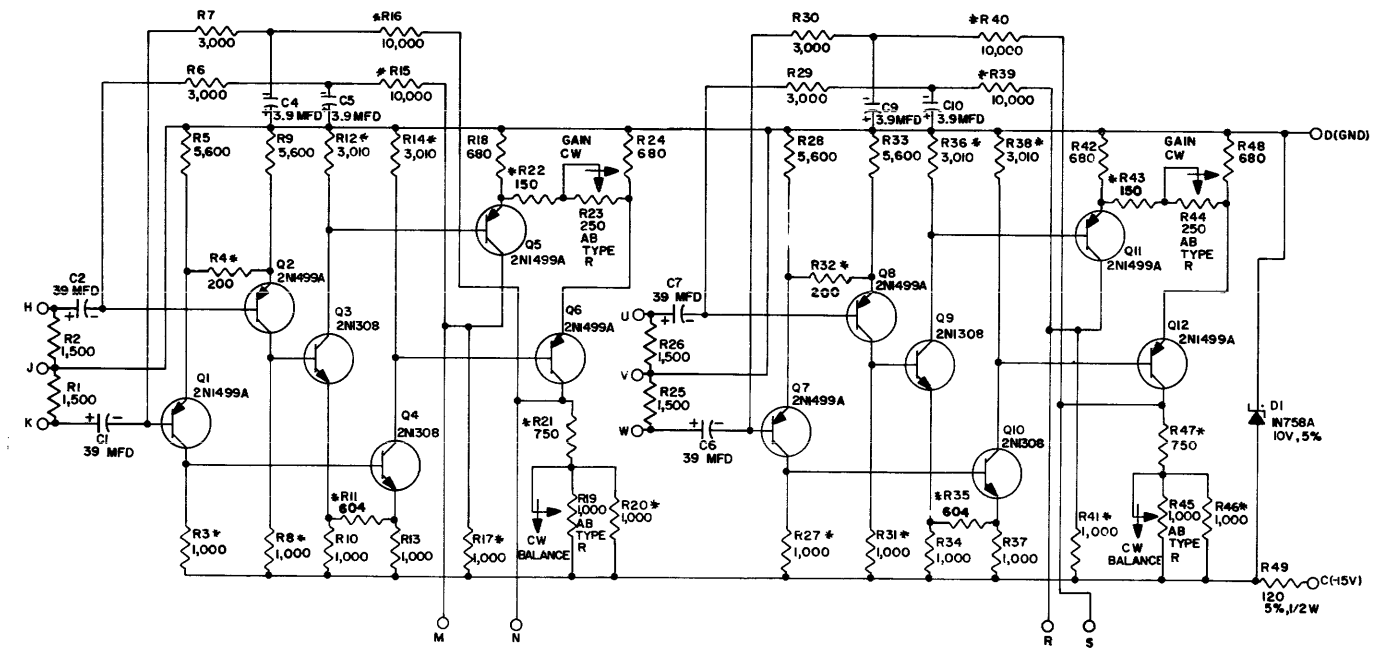 R7
3,000
*R16
10,000
R6
3,000
*R15
10,000
C4
3.9MFD
C5
3.9MFD
R5
5,600
R9
5,600
R12*
3,010
R14*
3,010
R18
680
*R22
150
GAIN
CW
R24
680
R23
250
AB
TYPE
R
Q5
2N1499A
R4*
200
Q2
2N1499A
C2
39 MFD
H
+ -
R2
1,500
J
R1
1,500
K
+ -
C1
39 MFD
Q1
2N1499A
Q3
2N1308
Q4
2N1308
Q6
2N1499A
*R21
750
*R11
604
R3*
1,000
R8*
1,000
R10
1,000
R13
1,000
R17*
1,000
CW
BALANCE
R19
1,000
AB
TYPE
R
R20*
1,000
M
N
R30
3,000
*R40
10,000
R29
3,000
*R39
10,000
C9
3.9MFD
C10
3.9MFD
R28
5,600
R33
5,600
R36*
3,010
R38*
3,010
R42
680
*R43
150
GAIN
CW
R48
680
D(GND)
R44
250
AB
TYPE
R
Q11
2N1499A
R32*
200
Q8
2N1499A
C7
39 MFD
U
+ -
R26
1,500
V
R25
1,500
W
+ -
C6
39 MFD
Q7
2N1499A
Q9
2N1308
Q10
2N1308
Q12
2N1499A
R47*
750
D1
IN758A
10V, 5%
*R35
604
R27*
1,000
R31*
1,000
R34
1,000
R37
1,000
R41*
1,000
CW
BALANCE
R45
1,000
AB
TYPE
R
R46*
1,000
R49
120
5%, 1/2W
C(-15V)
R
S